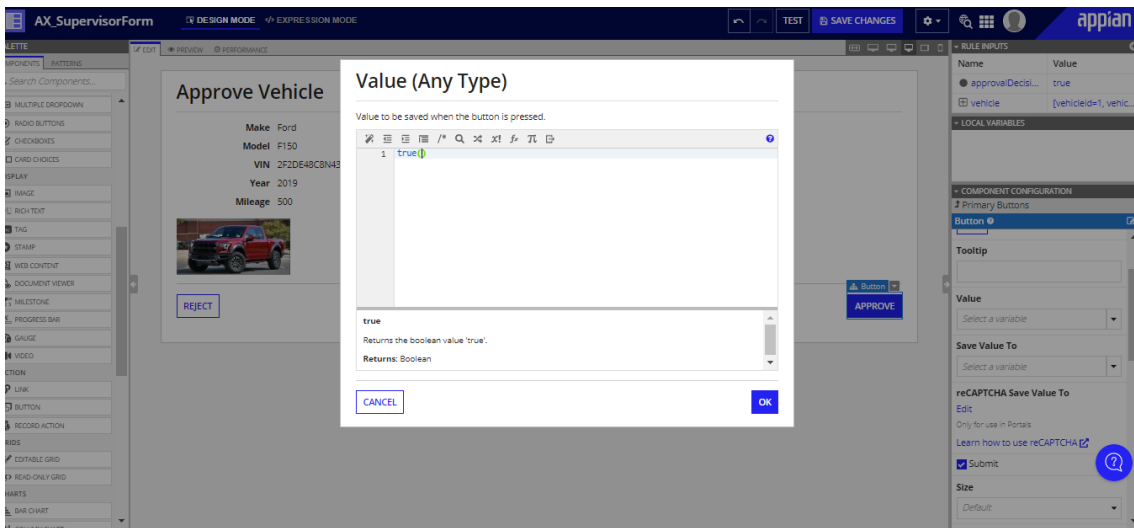 AX_SupervisorForm
DESIGN MODE
EXPRESSION MODE
TEST
SAVE CHANGES
appian
PATTERNS
EDIT
PREVIEW
PERFORMANCE
Search Components...
MULTIPLE DROPDOWN
RADIO BUTTONS
CHECKBOXES
CARD CHOICES
IMAGE
RICH TEXT
TAG
STAMP
WEB CONTENT
DOCUMENT VIEWER
MILESTONE
PROGRESS BAR
GAUGE
VIDEO
LINK
BUTTON
RECORD ACTION
EDITABLE GRID
READ-ONLY GRID
BAR CHART
Approve Vehicle
Make Ford
Model F150
VIN 2F2DE48C8N43
Year 2019
Mileage 500
REJECT
Button
APPROVE
Value (Any Type)
Value to be saved when the button is pressed.
1 true()
true
Returns the boolean value 'true'.
Returns: Boolean
CANCEL
OK
RULE INPUTS
Name Value
approvalDecisi... true
vehicle [vehicleid=1, vehic...
LOCAL VARIABLES
COMPONENT CONFIGURATION
Primary Buttons
Button
Tooltip
Value
Select a variable
Save Value To
Select a variable
reCAPTCHA Save Value To
Edit
Only for use in Portals
Learn how to use reCAPTCHA
Submit
Size
Default